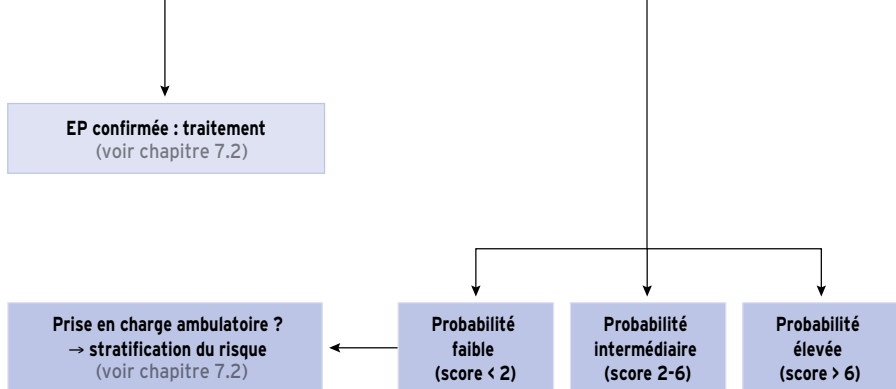 EP confirmée : traitement
(voir chapitre 7.2)
Prise en charge ambulatoire ?
→ stratification du risque
(voir chapitre 7.2)
Probabilité
faible
(score < 2)
Probabilité
intermédiaire
(score 2-6)
Probabilité
élevée
(score > 6)